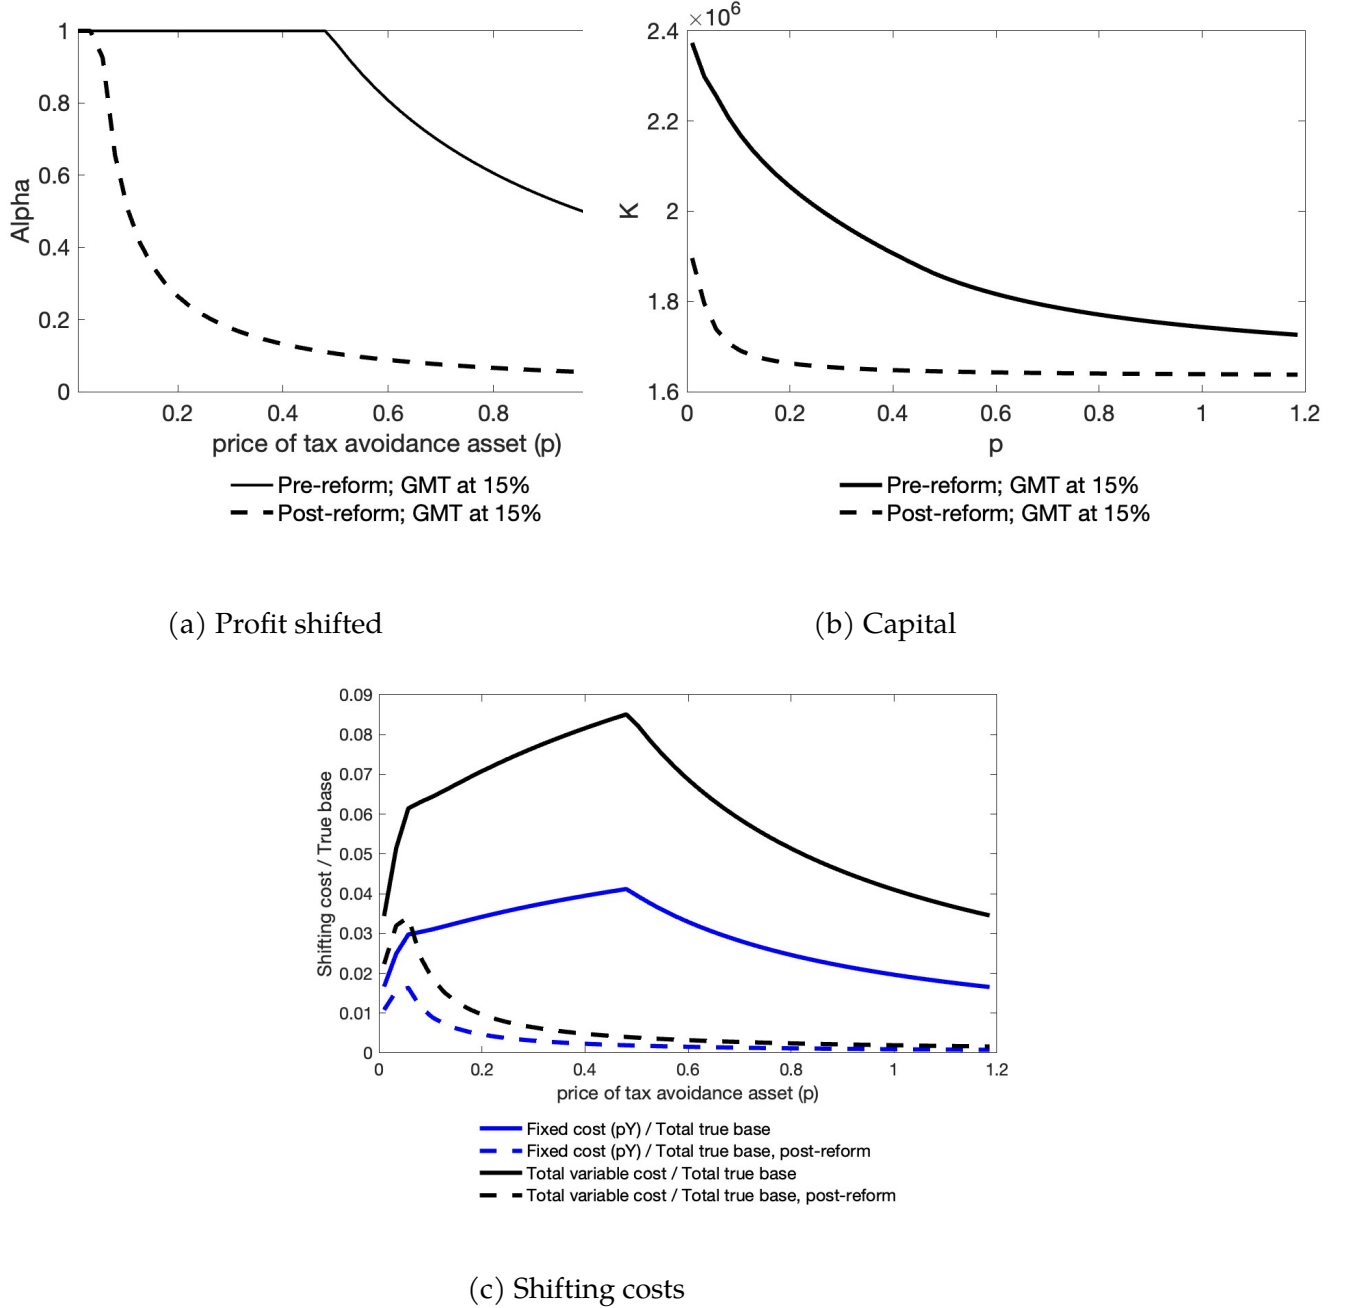 1
0.8
0.6
0.4
0.2
0
Alpha
0.2
0.4
0.6
0.8
price of tax avoidance asset (p)
Pre-reform; GMT at 15%
Post-reform; GMT at 15%
(a) Profit shifted
×10⁶
2.4
2.2
2
1.8
1.6
K
0
0.2
0.4
0.6
0.8
1
1.2
p
Pre-reform; GMT at 15%
Post-reform; GMT at 15%
(b) Capital
0.09
0.08
0.07
0.06
0.05
0.04
0.03
0.02
0.01
0
Shifting cost / True base
0
0.2
0.4
0.6
0.8
1
1.2
price of tax avoidance asset (p)
Fixed cost (pY) / Total true base
Fixed cost (pY) / Total true base, post-reform
Total variable cost / Total true base
Total variable cost / Total true base, post-reform
(c) Shifting costs